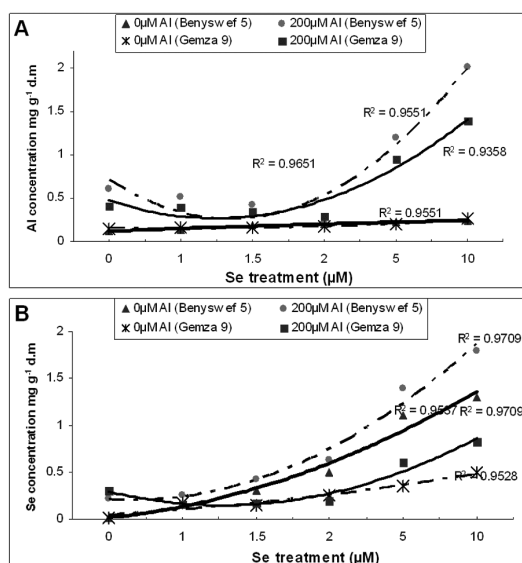 A
0µM Al (Benyswef 5) 200µM Al (Benyswef 5)
0µM Al (Gemza 9) 200µM Al (Gemza 9)
Al concentration mg g⁻¹ d.m
2
1.5
1
0.5
0
R² = 0.9651
R² = 0.9551
R² = 0.9358
R² = 0.9551
0 1 1.5 2 5 10
Se treatment (µM)
B
0µM Al (Benyswef 5) 200µM Al (Benyswef 5)
0µM Al (Gemza 9) 200µM Al (Gemza 9)
Se concentration mg g⁻¹ d.m
2
1.5
1
0.5
0
R² = 0.9709
R² = 0.9709
R² = 0.9528
0 1 1.5 2 5 10
Se treatment (µM)